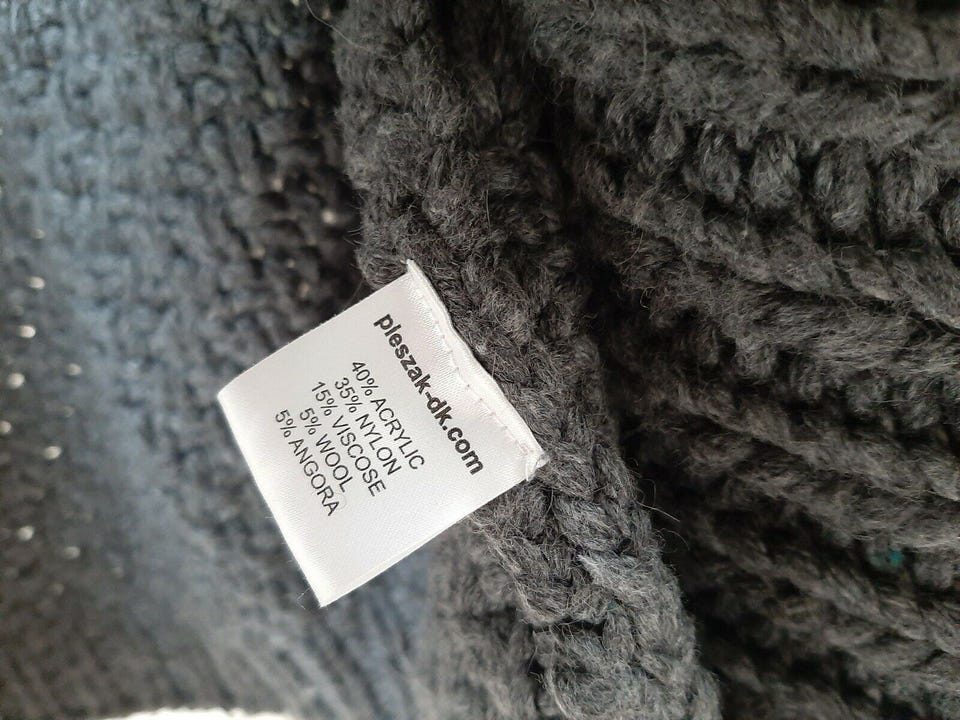 pleszak-dk.com
40% ACRYLIC
35% NYLON
15% VISCOSE
5% WOOL
5% ANGORA